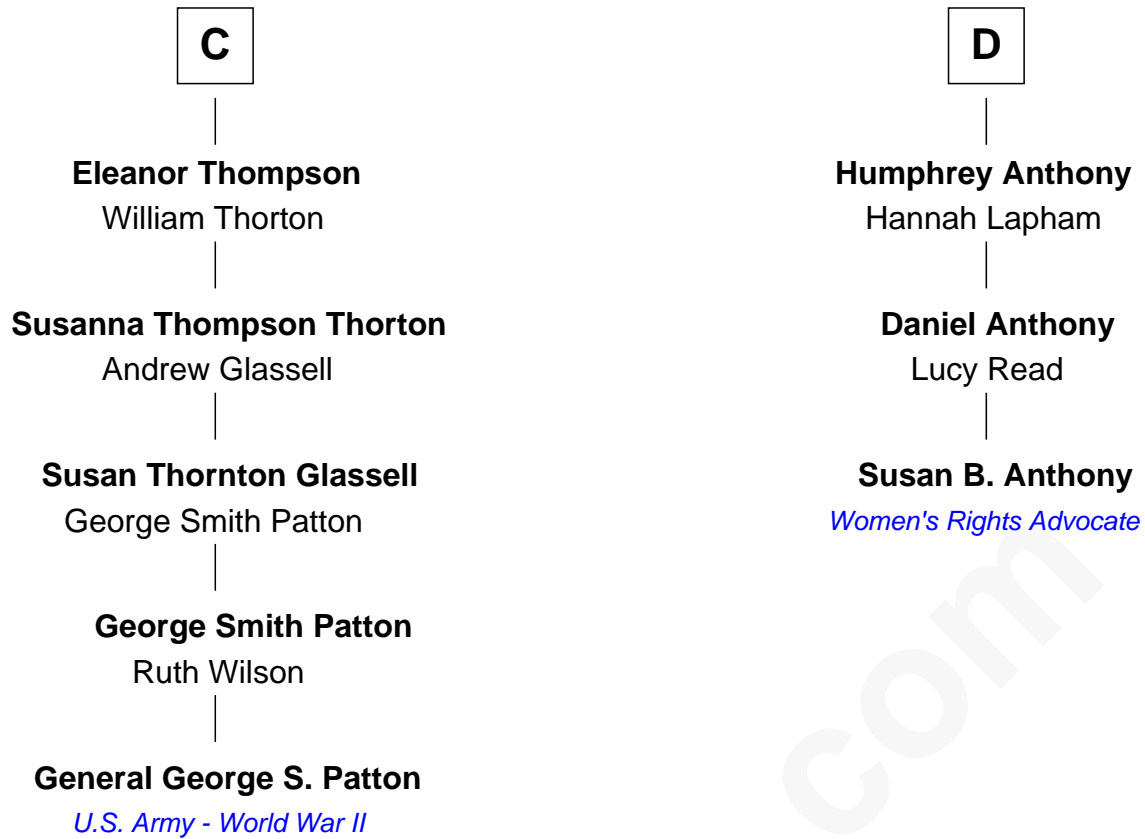 C
Eleanor Thompson
William Thorton
Susanna Thompson Thorton
Andrew Glassell
Susan Thornton Glassell
George Smith Patton
George Smith Patton
Ruth Wilson
General George S. Patton
U.S. Army - World War II
D
Humphrey Anthony
Hannah Lapham
Daniel Anthony
Lucy Read
Susan B. Anthony
Women's Rights Advocate
com